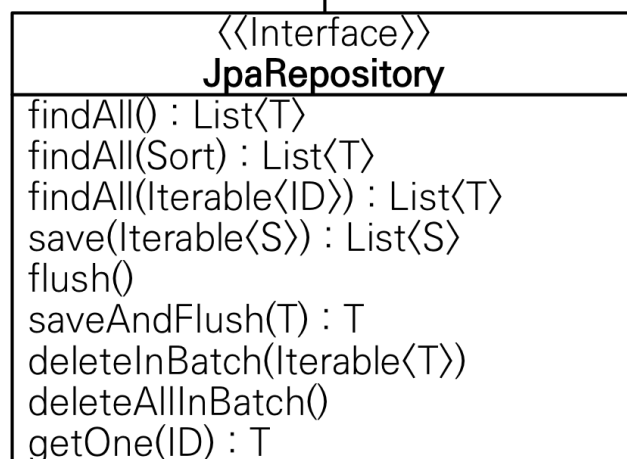 〈〈Interface〉〉
JpaRepository
findAll() : List〈T〉
findAll(Sort) : List〈T〉
findAll(Iterable〈ID〉) : List〈T〉
save(Iterable〈S〉) : List〈S〉
flush()
saveAndFlush(T) : T
deleteInBatch(Iterable〈T〉)
deleteAllInBatch()
getOne(ID) : T